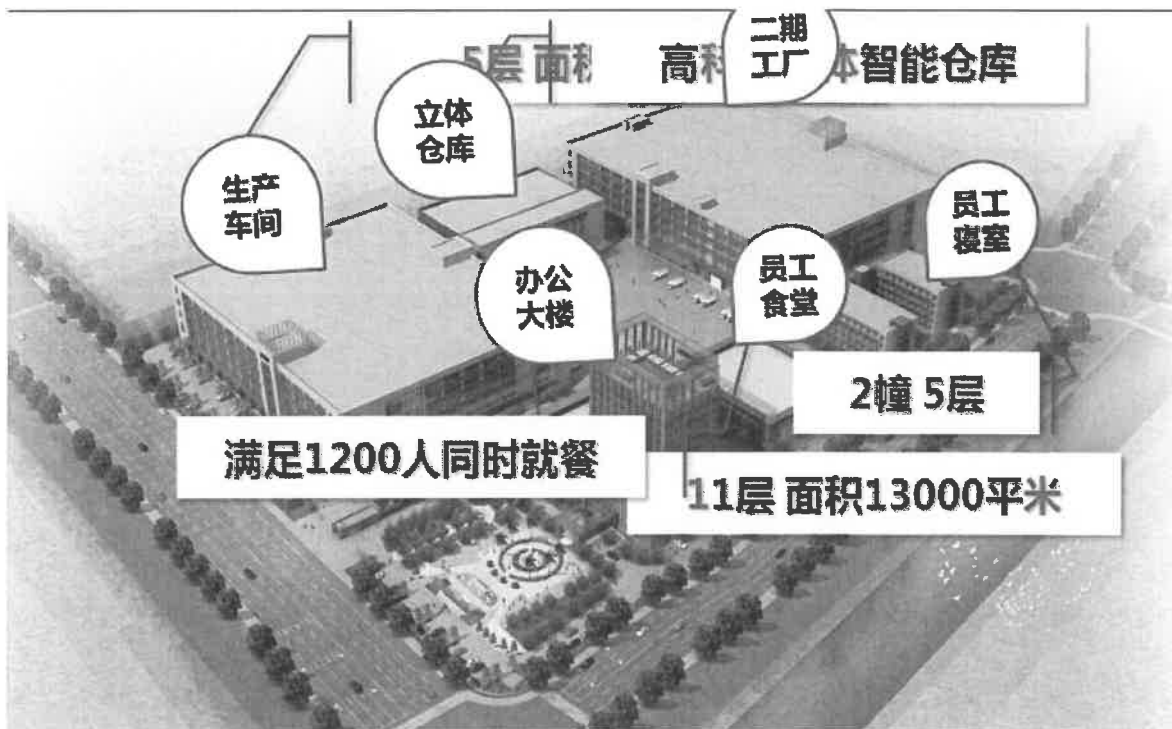 二期
工厂
5层 面积
高科 体智能仓库
立体
仓库
生产
车间
员工
寝室
员工
食堂
办公
大楼
2幢 5层
满足1200人同时就餐
11层 面积13000平米